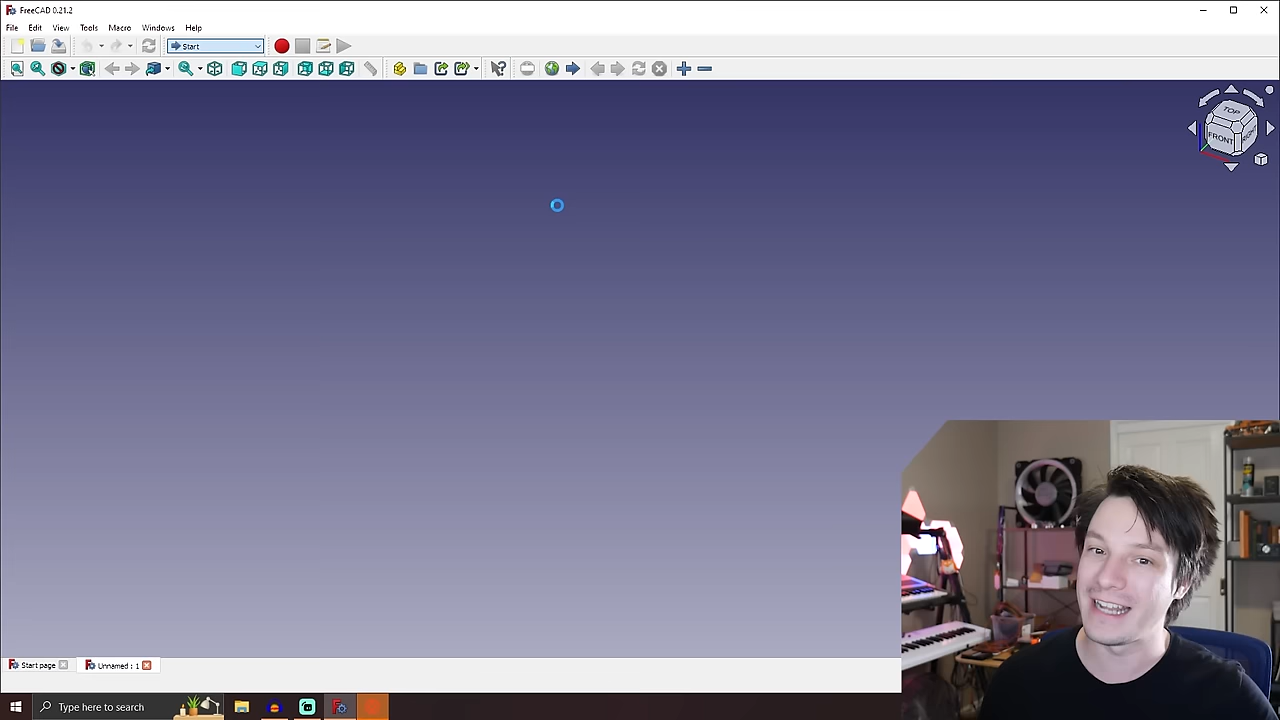 FreeCAD 0.21.2
File Edit View Tools Macro Windows Help
Start
TOP
FRONT
RIGHT
Start page
Unnamed : 1
Type here to search